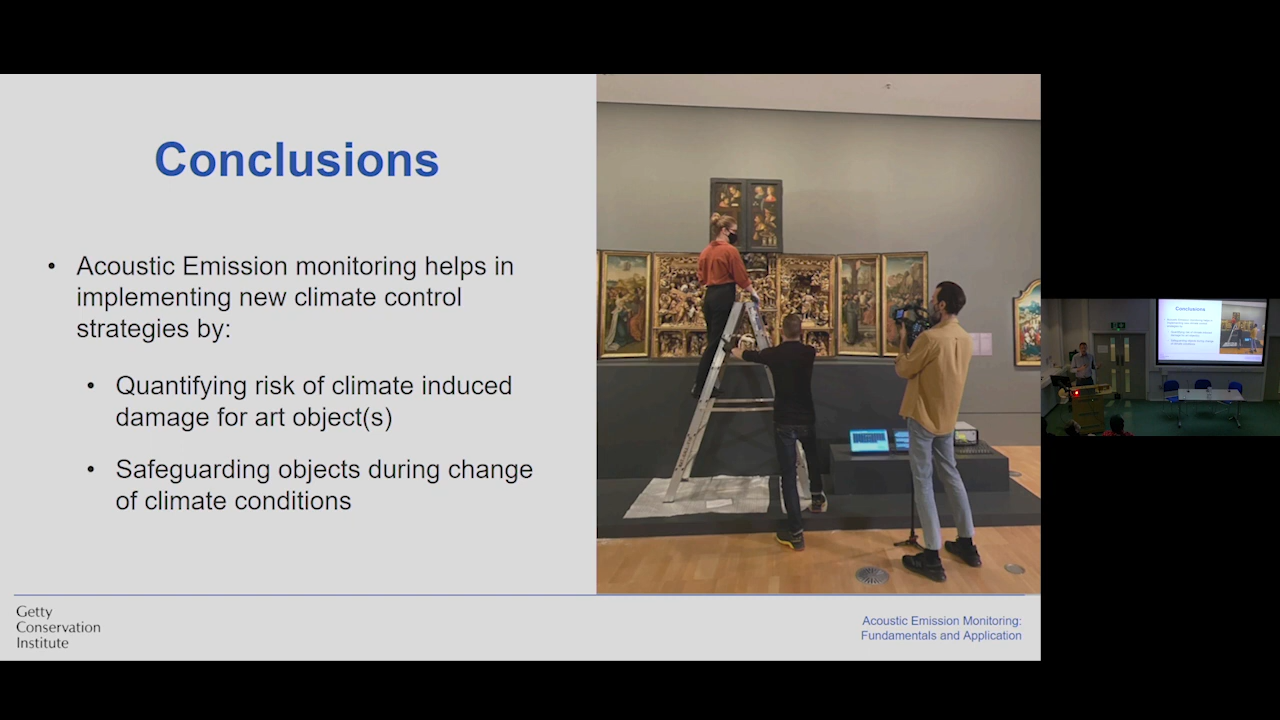 Conclusions
• Acoustic Emission monitoring helps in
implementing new climate control
strategies by:
• Quantifying risk of climate induced
damage for art object(s)
• Safeguarding objects during change
of climate conditions
Getty
Conservation
Institute
Acoustic Emission Monitoring:
Fundamentals and Application
Conclusions